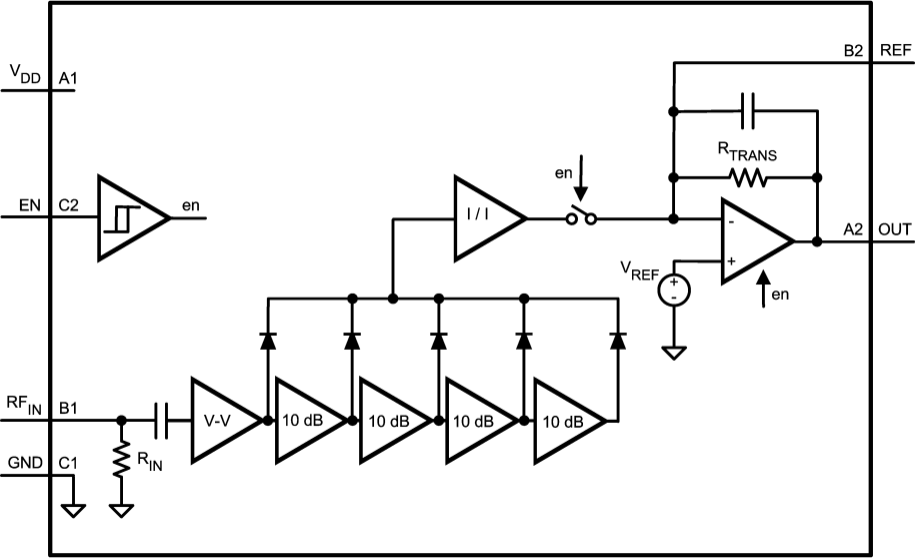 B2 REF
V_DD A1
R_TRANS
en
EN C2 en
I / I
-
A2 OUT
V_REF + +
-
en
RF_IN B1
V-V 10 dB 10 dB 10 dB 10 dB
GND C1 R_IN